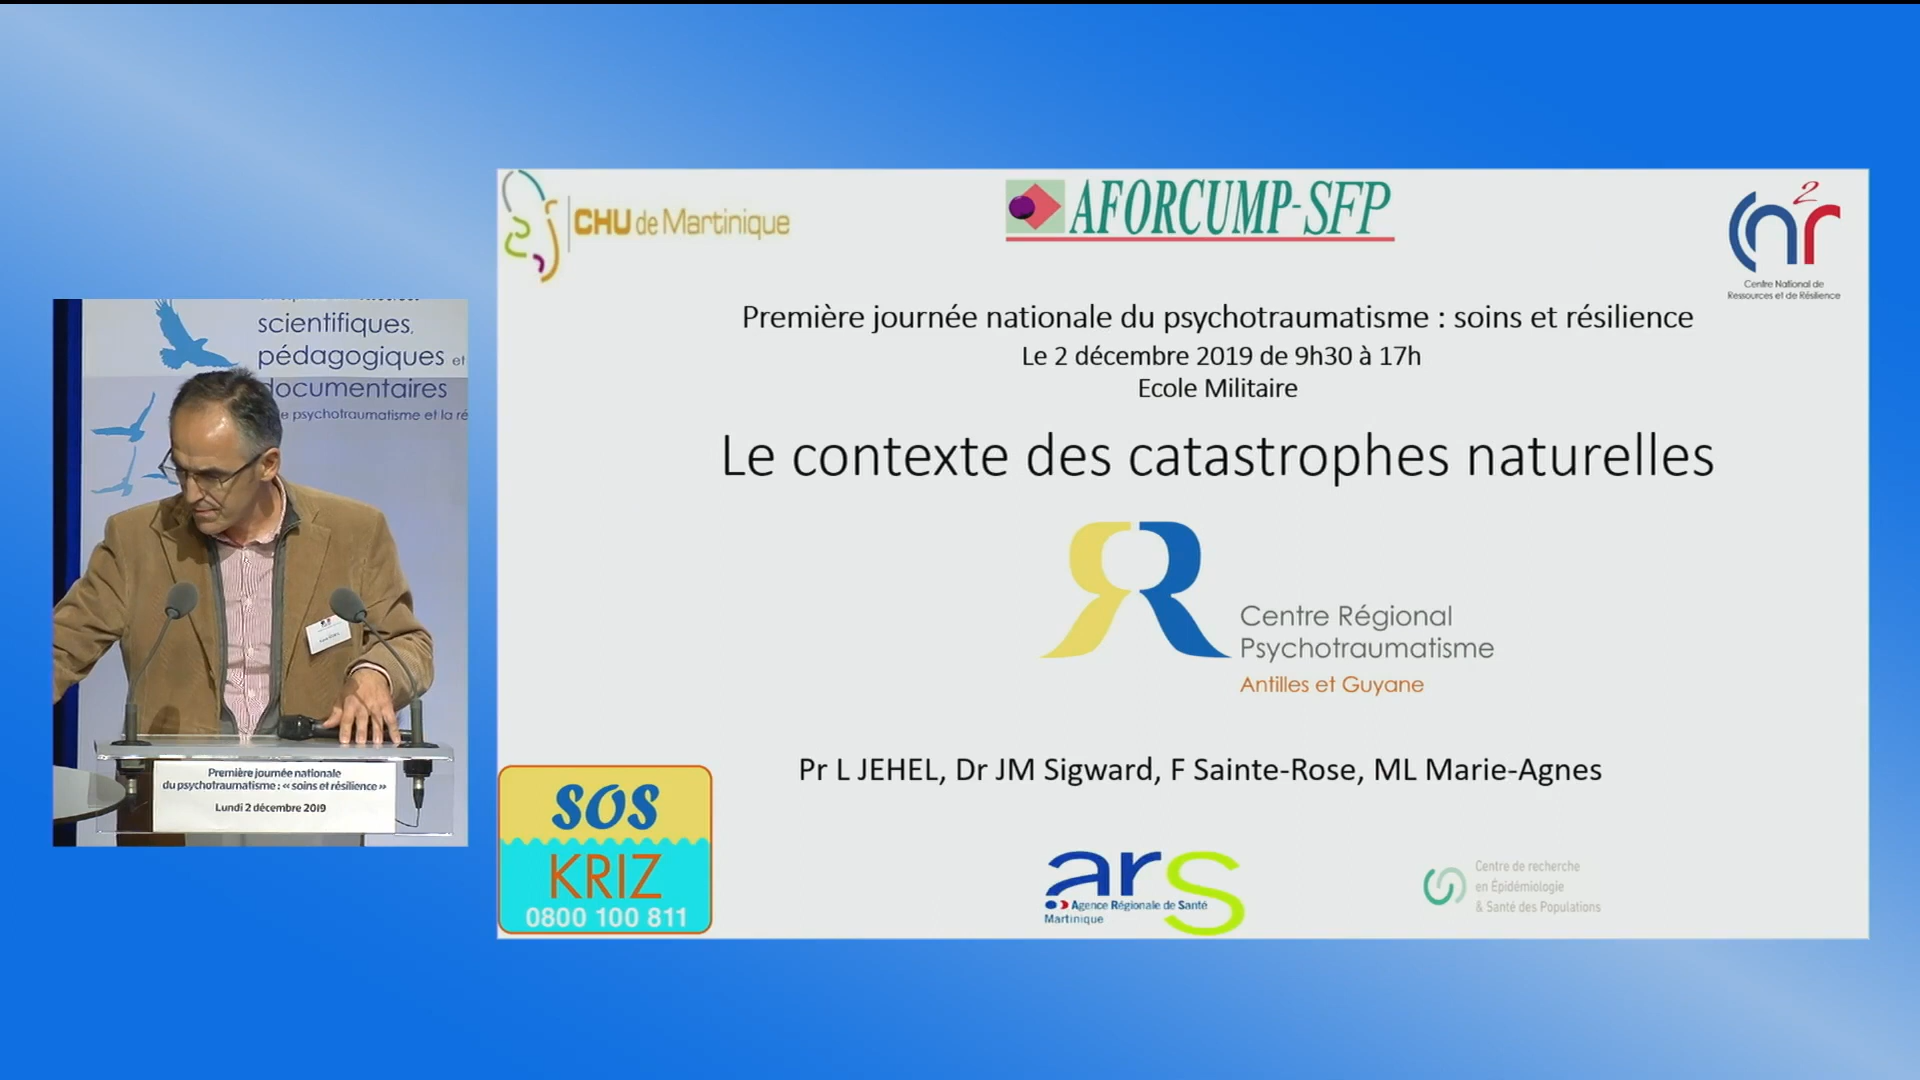 scientifiques,
pédagogiques et
documentaires
psychotraumatisme et la ré
Première journée nationale
du psychotraumatisme : « soins et résilience »
Lundi 2 décembre 2019
CHU de Martinique
AFORCUMP-SFP
Cn2r
Centre National de
Ressources et de Résilience
Première journée nationale du psychotraumatisme : soins et résilience
Le 2 décembre 2019 de 9h30 à 17h
Ecole Militaire
Le contexte des catastrophes naturelles
Centre Régional
Psychotraumatisme
Antilles et Guyane
Pr L JEHEL, Dr JM Sigward, F Sainte-Rose, ML Marie-Agnes
SOS
KRIZ
0800 100 811
ars
Agence Régionale de Santé
Martinique
Centre de recherche
en Épidémiologie
& Santé des Populations